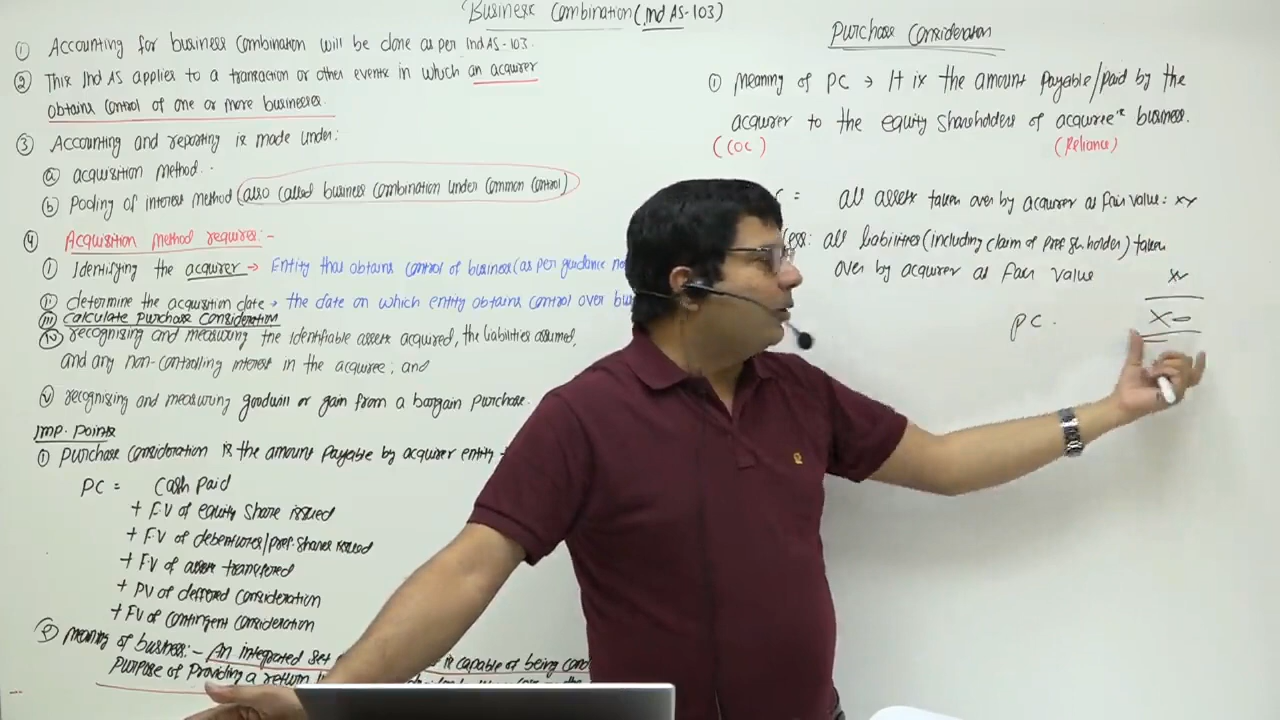 Business Combination (Ind AS-103)
① Accounting for business combination will be done as per Ind AS-103.
② This Ind AS applies to a transaction or other events in which an acquirer
obtains control of one or more businesses.
③ Accounting and reporting is made under:
ⓐ acquisition method.
ⓑ Pooling of interest method (also called business combination under common control)
④ Acquisition method requires:-
ⓘ Identifying the acquirer → Entity that obtains control of business (as per guidance
ⓘⓘ determine the acquisition date → the date on which entity obtains control over
ⓘⓘⓘ Calculate purchase consideration
ⓘⓥ recognising and measuring the identifiable assets acquired, the liabilities assumed,
and any non-controlling interest in the acquiree; and
ⓥ recognising and measuring goodwill or gain from a bargain purchase.
Imp. Points
① Purchase consideration is the amount payable by acquirer entity
PC = Cash paid
+ F.V of equity share issued
+ F.V of debentures/pref. shares issued
+ FV of assets transferred
+ PV of deffered consideration
+ FV of contingent consideration
② Meaning of business:- An integrated set is capable of being
purpose of providing a return
Purchase Consideration
① meaning of PC → It is the amount payable/paid by the
acquirer to the equity shareholders of acquiree's business.
(COC) (Reliance)
= all assets taken over by acquirer at fair value: xx
less: all liabilities (including claim of pref. sh. holder) taken
over by acquirer at fair value xx
PC. xx